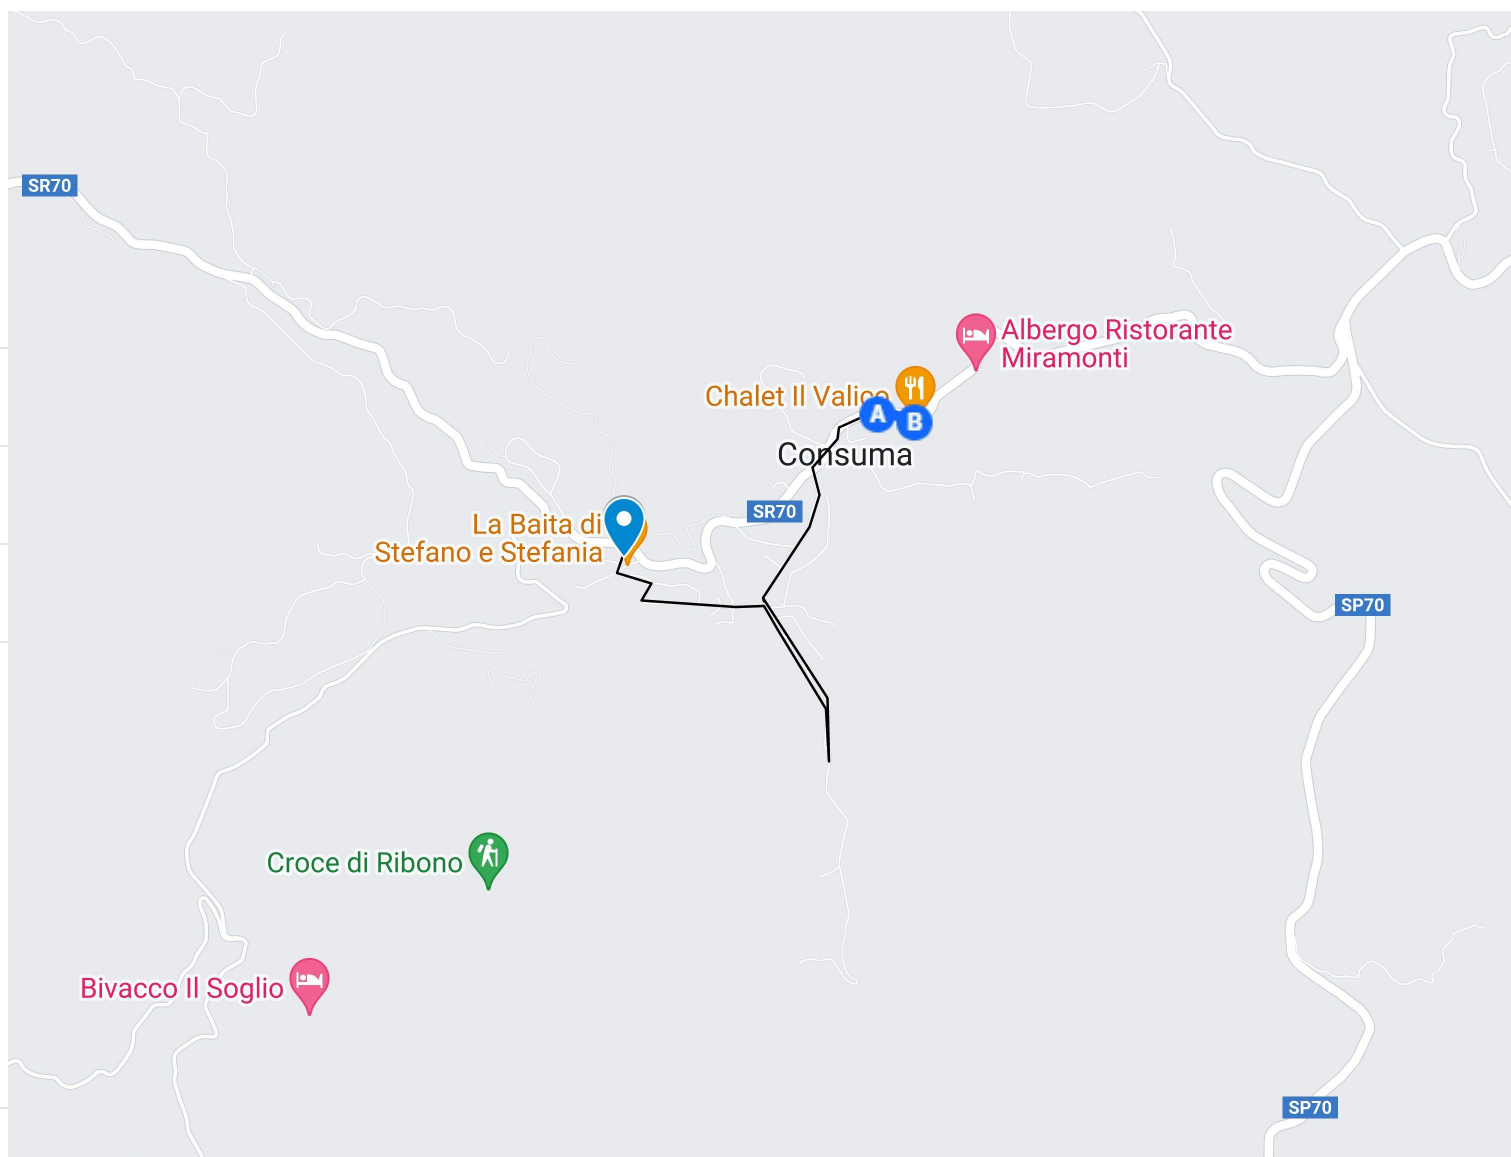 SR70
Albergo Ristorante
Miramonti
Chalet Il Valico
A
B
Consuma
SR70
La Baita di
Stefano e Stefania
SP70
Croce di Ribono
Bivacco Il Soglio
SP70